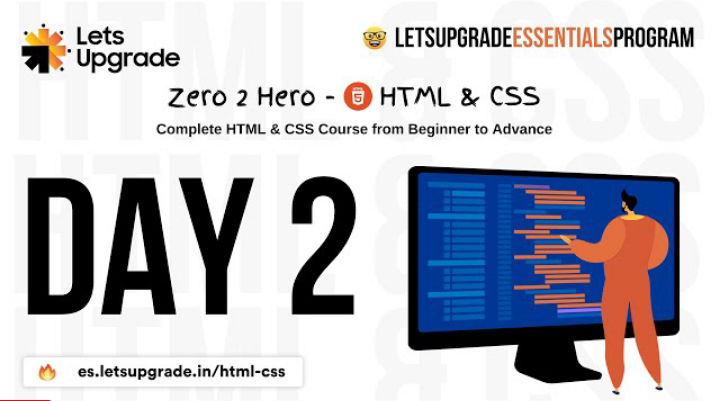 Lets
Upgrade
LETSUPGRADEESSENTIALSPROGRAM
Zero 2 Hero - HTML & CSS
Complete HTML & CSS Course from Beginner to Advance
DAY 2
es.letsupgrade.in/html-css